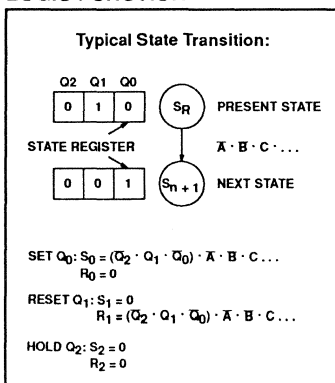 Typical State Transition:
Q2 Q1 Q0
0 1 0
SR PRESENT STATE
STATE REGISTER
A̅ · B̅ · C · . . .
0 0 1
Sn + 1 NEXT STATE
SET Q0: S0 = (Q̅2 · Q1 · Q̅0) · A̅ · B̅ · C . . .
R0 = 0
RESET Q1: S1 = 0
R1 = (Q̅2 · Q1 · Q̅0) · A̅ · B̅ · C . . .
HOLD Q2: S2 = 0
R2 = 0